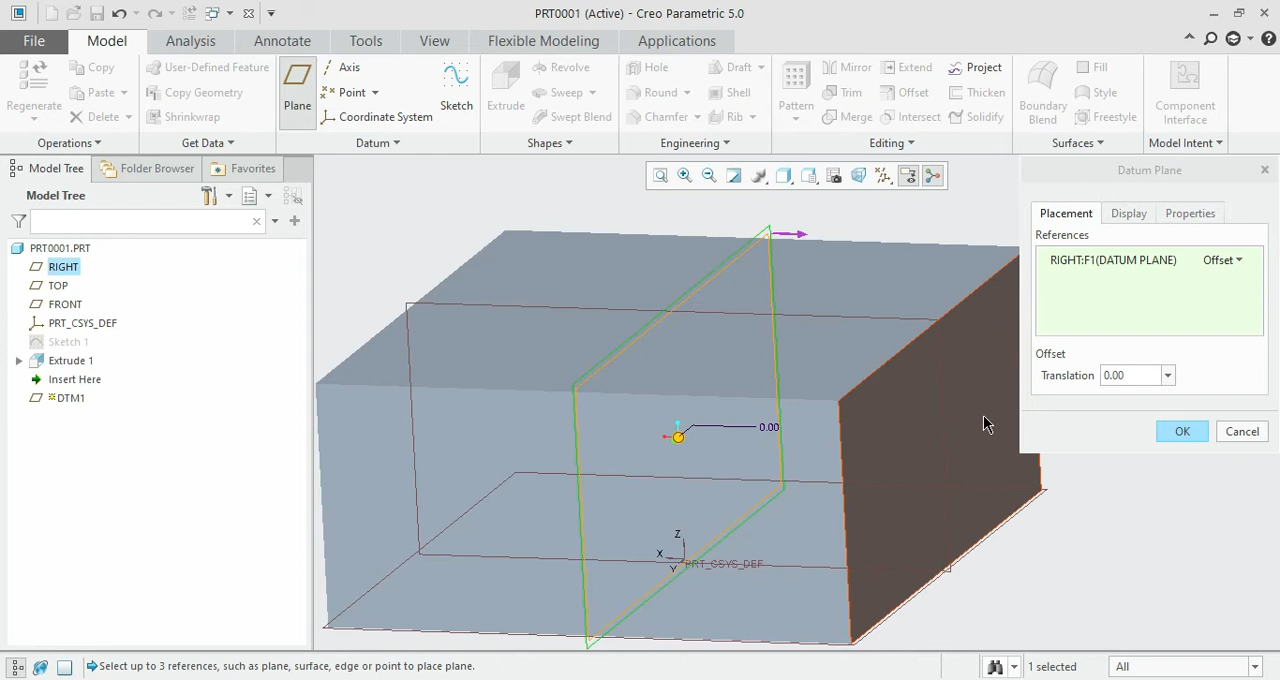 PRT0001 (Active) - Creo Parametric 5.0
File Model Analysis Annotate Tools View Flexible Modeling Applications
Regenerate
Copy
Paste
Delete
Operations
User-Defined Feature
Copy Geometry
Shrinkwrap
Get Data
Plane
Axis
Point
Coordinate System
Sketch
Datum
Extrude
Revolve
Sweep
Swept Blend
Shapes
Hole
Round
Chamfer
Draft
Shell
Rib
Engineering
Pattern
Mirror
Trim
Merge
Extend
Offset
Intersect
Project
Thicken
Solidify
Editing
Boundary
Blend
Fill
Style
Freestyle
Surfaces
Component
Interface
Model Intent
Model Tree Folder Browser Favorites
Model Tree
PRT0001.PRT
RIGHT
TOP
FRONT
PRT_CSYS_DEF
Sketch 1
Extrude 1
Insert Here
DTM1
0.00
Z
X
Y
PRT_CSYS_DEF
Datum Plane
Placement Display Properties
References
RIGHT:F1(DATUM PLANE) Offset
Offset
Translation 0.00
OK Cancel
Select up to 3 references, such as plane, surface, edge or point to place plane.
1 selected
All